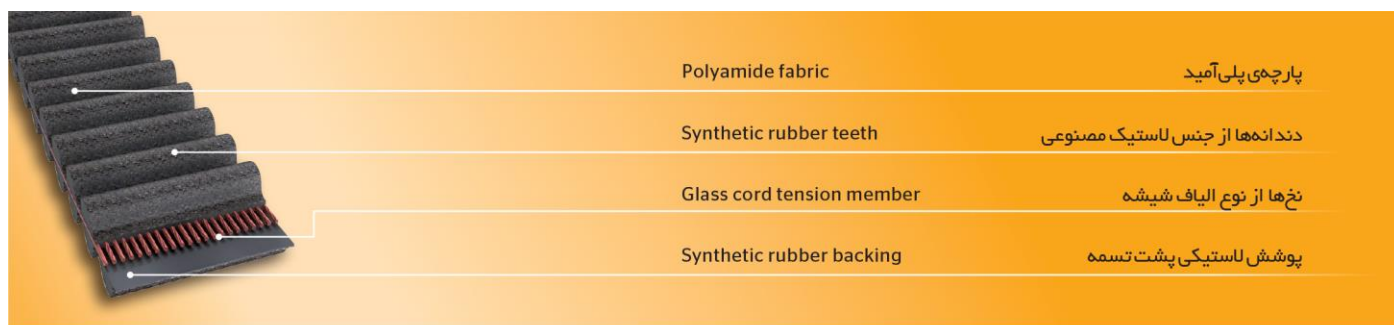 Polyamide fabric پارچه‌ی پلی‌آمید
Synthetic rubber teeth دندانه‌ها از جنس لاستیک مصنوعی
Glass cord tension member نخ‌ها از نوع الیاف شیشه
Synthetic rubber backing پوشش لاستیکی پشت تسمه